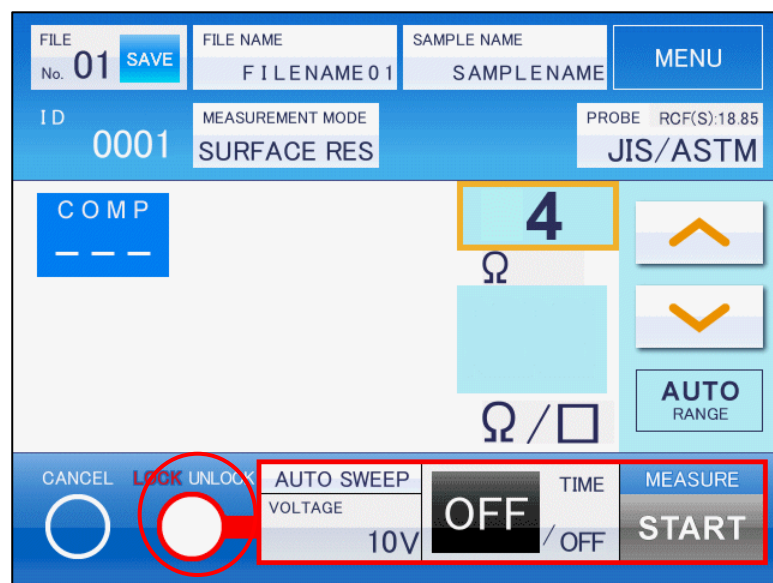 FILE
No. 01 SAVE
FILE NAME
FILENAME01
SAMPLE NAME
SAMPLENAME
MENU
ID
0001
MEASUREMENT MODE
SURFACE RES
PROBE RCF(S):18.85
JIS/ASTM
COMP
– – –
4
Ω
Ω/□
AUTO
RANGE
CANCEL LOCK UNLOCK
AUTO SWEEP
VOLTAGE
10V
OFF
TIME
/OFF
MEASURE
START